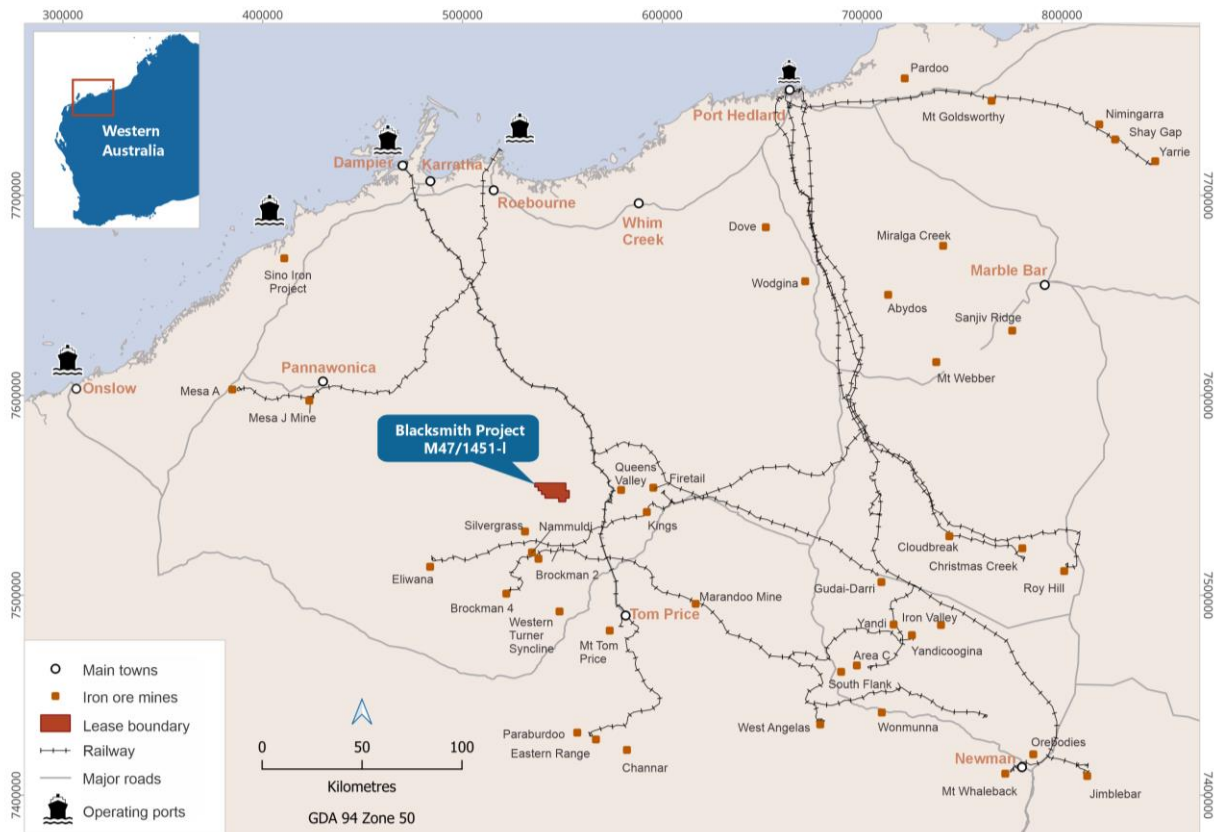 300000
400000
500000
600000
700000
800000
Western
Australia
Pardoo
Port Hedland
Mt Goldsworthy
Nimingarra
Shay Gap
Yarrie
Dampier
Karratha
Roebourne
7700000
7700000
Whim
Creek
Dove
Miralga Creek
Marble Bar
Sino Iron
Project
Wodgina
Abydos
Sanjiv Ridge
Mt Webber
Onslow
Pannawonica
Mesa A
Mesa J Mine
7600000
7600000
Blacksmith Project
M47/1451-l
Queens
Valley
Firetail
Silvergrass
Nammuldi
Kings
Cloudbreak
Christmas Creek
Roy Hill
Eliwana
Brockman 2
Brockman 4
Gudai-Darri
7500000
7500000
Western
Turner
Syncline
Mt Tom
Price
Tom Price
Marandoo Mine
Yandi
Iron Valley
Yandicoogina
Area C
South Flank
Main towns
Iron ore mines
Lease boundary
Railway
Major roads
Operating ports
0
50
100
Kilometres
GDA 94 Zone 50
Paraburdoo
Eastern Range
Channar
West Angelas
Wonmunna
Orebodies
Newman
Mt Whaleback
Jimblebar
7400000
7400000